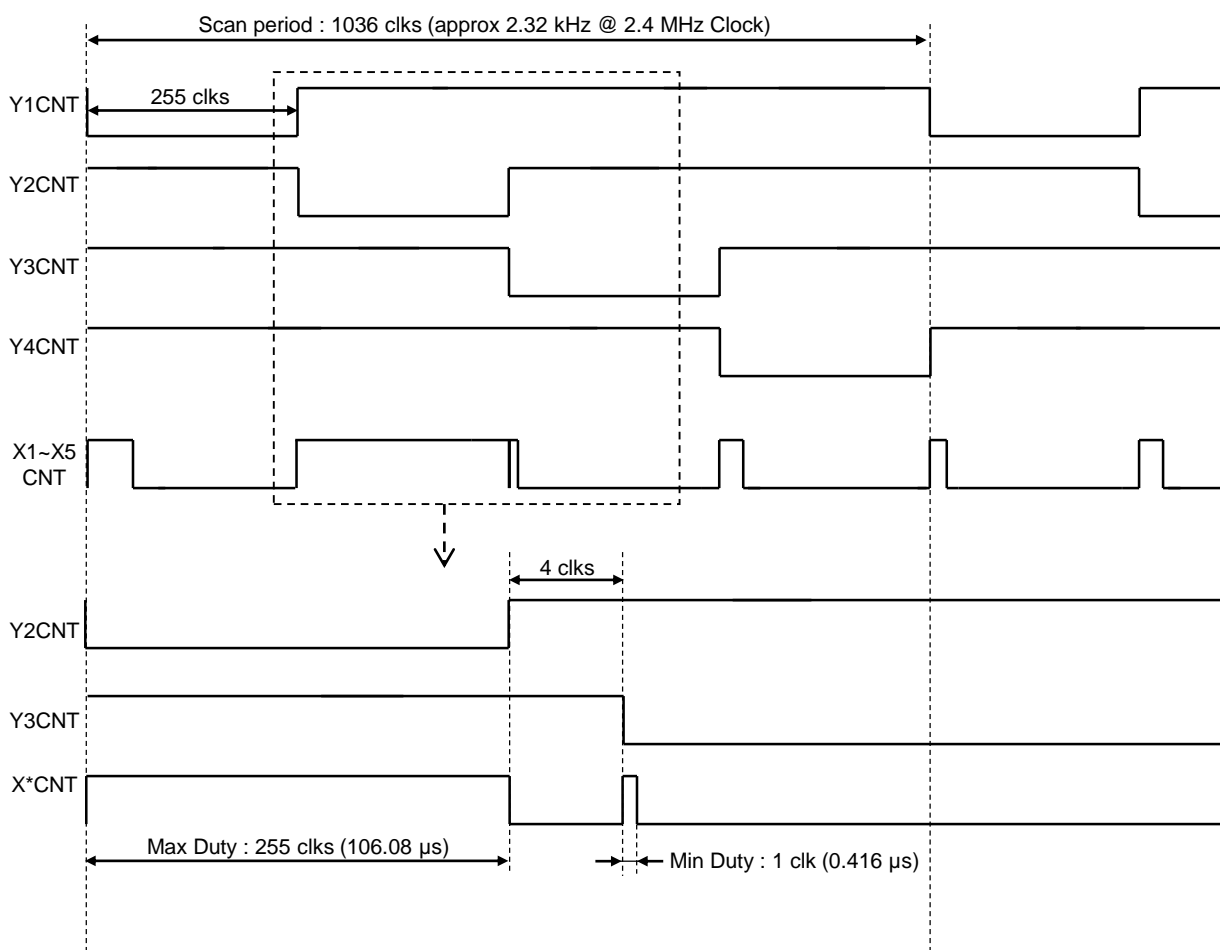 Scan period : 1036 clks (approx 2.32 kHz @ 2.4 MHz Clock)
Y1CNT
255 clks
Y2CNT
Y3CNT
Y4CNT
X1~X5
CNT
4 clks
Y2CNT
Y3CNT
X*CNT
Max Duty : 255 clks (106.08 µs)
Min Duty : 1 clk (0.416 µs)